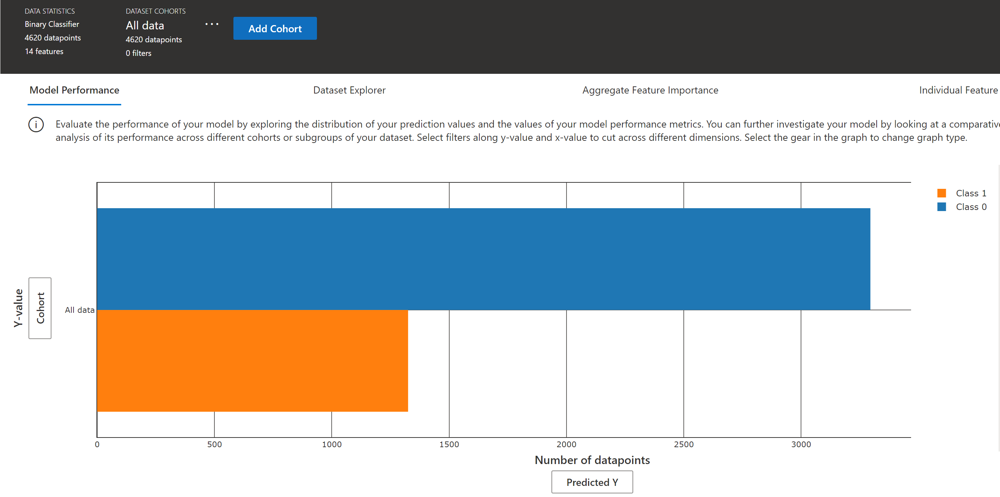 DATA STATISTICS
Binary Classifier
4620 datapoints
14 features
DATASET COHORTS
All data
4620 datapoints
0 filters
Add Cohort
Model Performance
Dataset Explorer
Aggregate Feature Importance
Individual Feature
Evaluate the performance of your model by exploring the distribution of your prediction values and the values of your model performance metrics. You can further investigate your model by looking at a comparative
analysis of its performance across different cohorts or subgroups of your dataset. Select filters along y-value and x-value to cut across different dimensions. Select the gear in the graph to change graph type.
Class 1
Class 0
Y-value
Cohort
All data
0 500 1000 1500 2000 2500 3000
Number of datapoints
Predicted Y